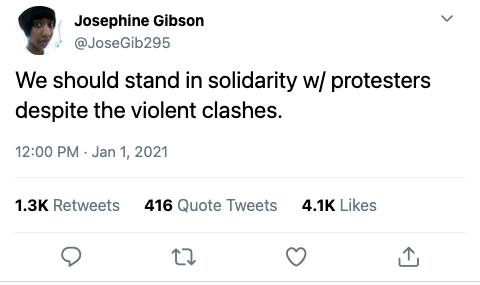 Josephine Gibson
@JoseGib295
We should stand in solidarity w/ protesters
despite the violent clashes.
12:00 PM · Jan 1, 2021
1.3K Retweets 416 Quote Tweets 4.1K Likes